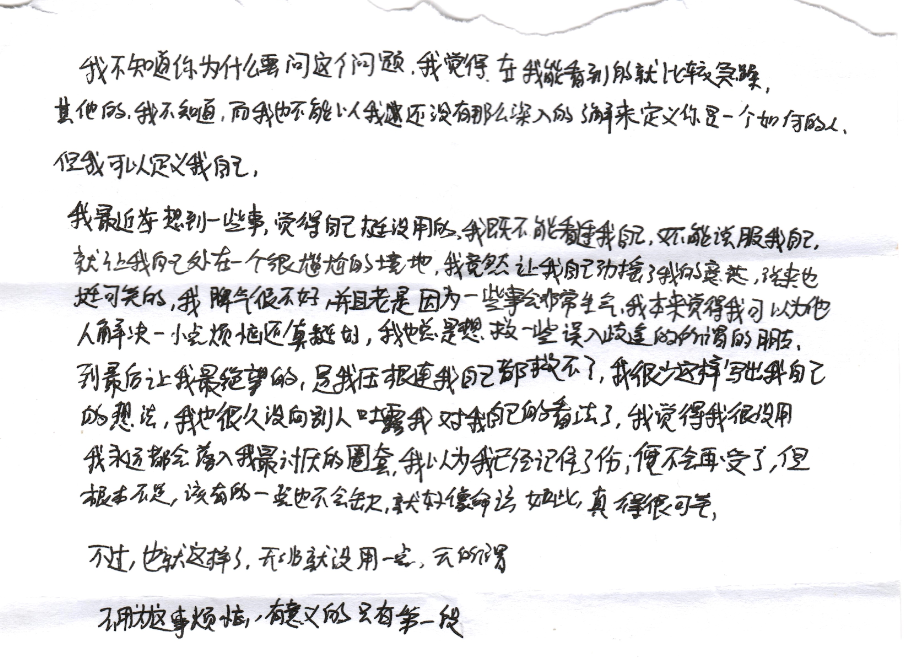 我不知道你为什么要问这个问题,我觉得,在我能看到的就比较急躁,
其他的,我不知道,而我也不能以我还没有那么深入的了解来定义你是一个如何的人,
但我可以定义我自己,
我最近老想到一些事,觉得自己挺没用的,我既不能看透我自己,又不能说服我自己,
就让我自己处在一个很尴尬的境地,我竟然让我自己动摇了我的意志,说来也
挺可笑的,我脾气很不好,并且老是因为一些事会非常生气,我本来觉得我可以为他
人解决一点烦恼还真挺好,我也总是想救一些误入歧途的所谓的朋友,
到最后让我最绝望的,是我压根连我自己都救不了,我很少这样写出我自己
的想法,我也很久没向别人吐露我对我自己的看法了,我觉得我很没用
我永远都会落入我最讨厌的圈套,我以为我已经记住了伤,便不会再受了,但
根本不是,该有的一点也不会缺,就好像命运如此,真得很可笑,
不过,也就这样了,无非就没用一点,无所谓
不用为这事烦恼,有意义的只有第一段